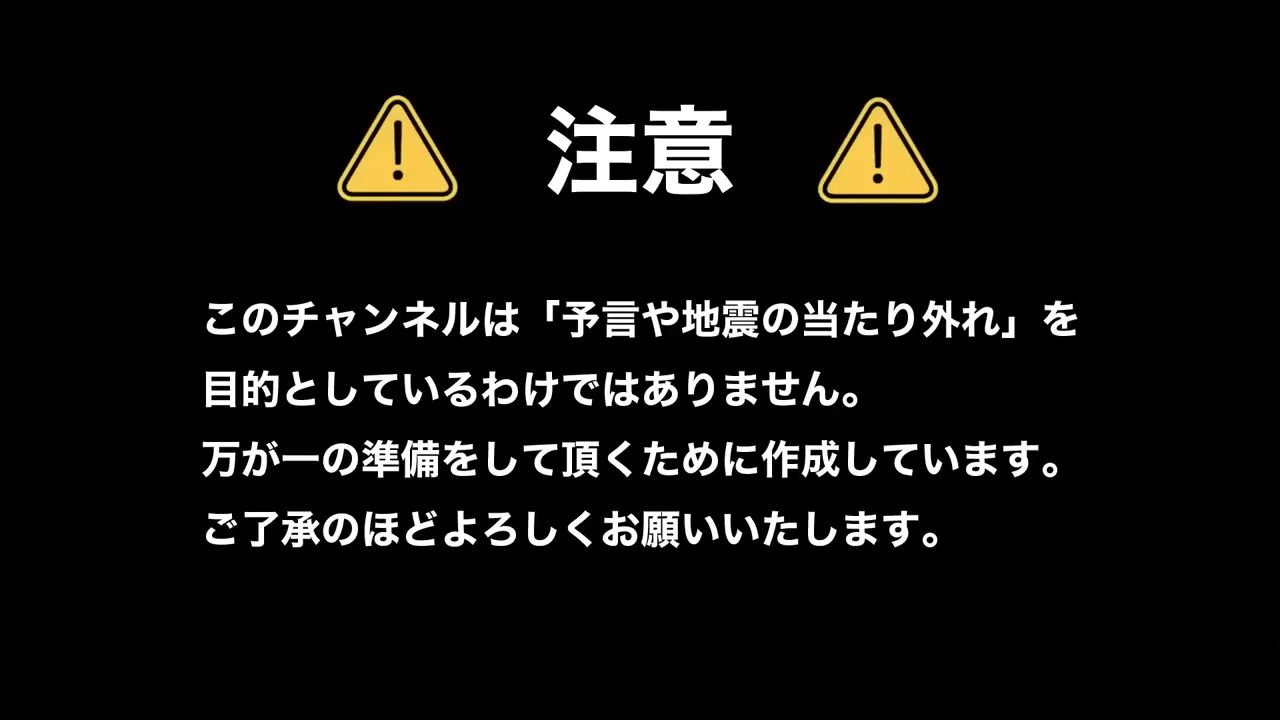 注意
このチャンネルは「予言や地震の当たり外れ」を
目的としているわけではありません。
万が一の準備をして頂くために作成しています。
ご了承のほどよろしくお願いいたします。